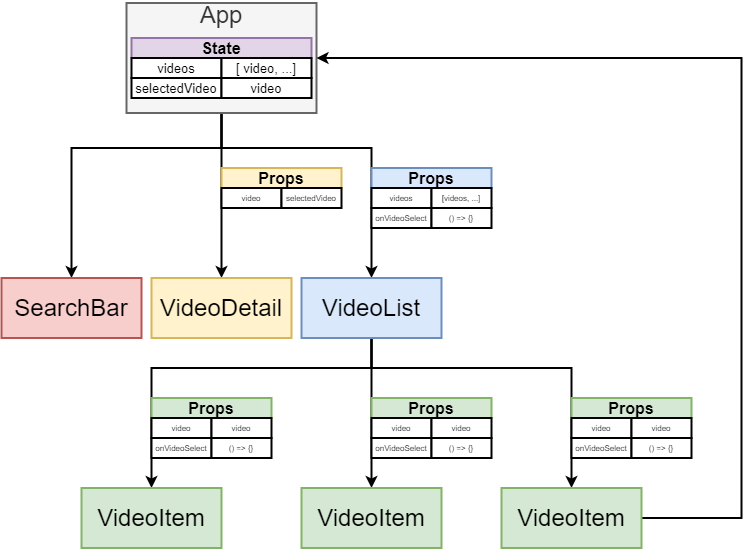 App
State
videos [ video, ...]
selectedVideo video
Props Props
video selectedVideo videos [videos, ...]
onVideoSelect () => {}
SearchBar VideoDetail VideoList
Props Props Props
video video video video video video
onVideoSelect () => {} onVideoSelect () => {} onVideoSelect () => {}
VideoItem VideoItem VideoItem